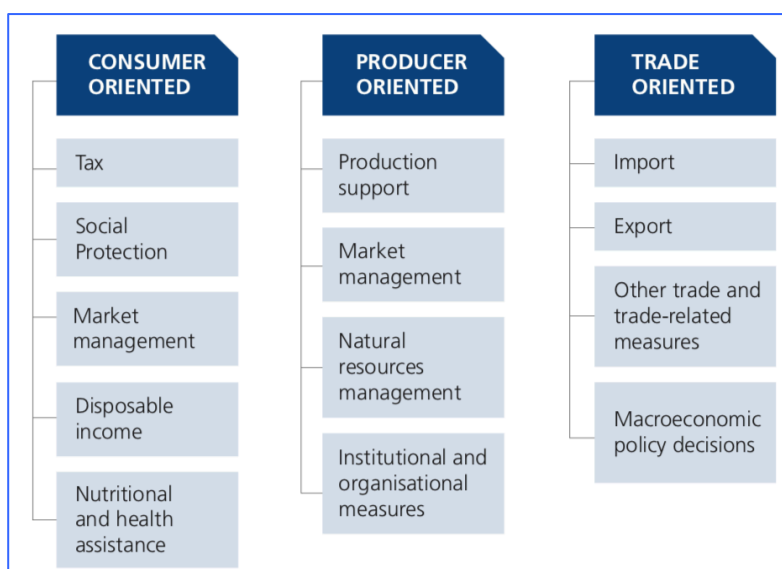 CONSUMER
ORIENTED
Tax
Social
Protection
Market
management
Disposable
income
Nutritional
and health
assistance
PRODUCER
ORIENTED
Production
support
Market
management
Natural
resources
management
Institutional and
organisational
measures
TRADE
ORIENTED
Import
Export
Other trade and
trade-related
measures
Macroeconomic
policy decisions